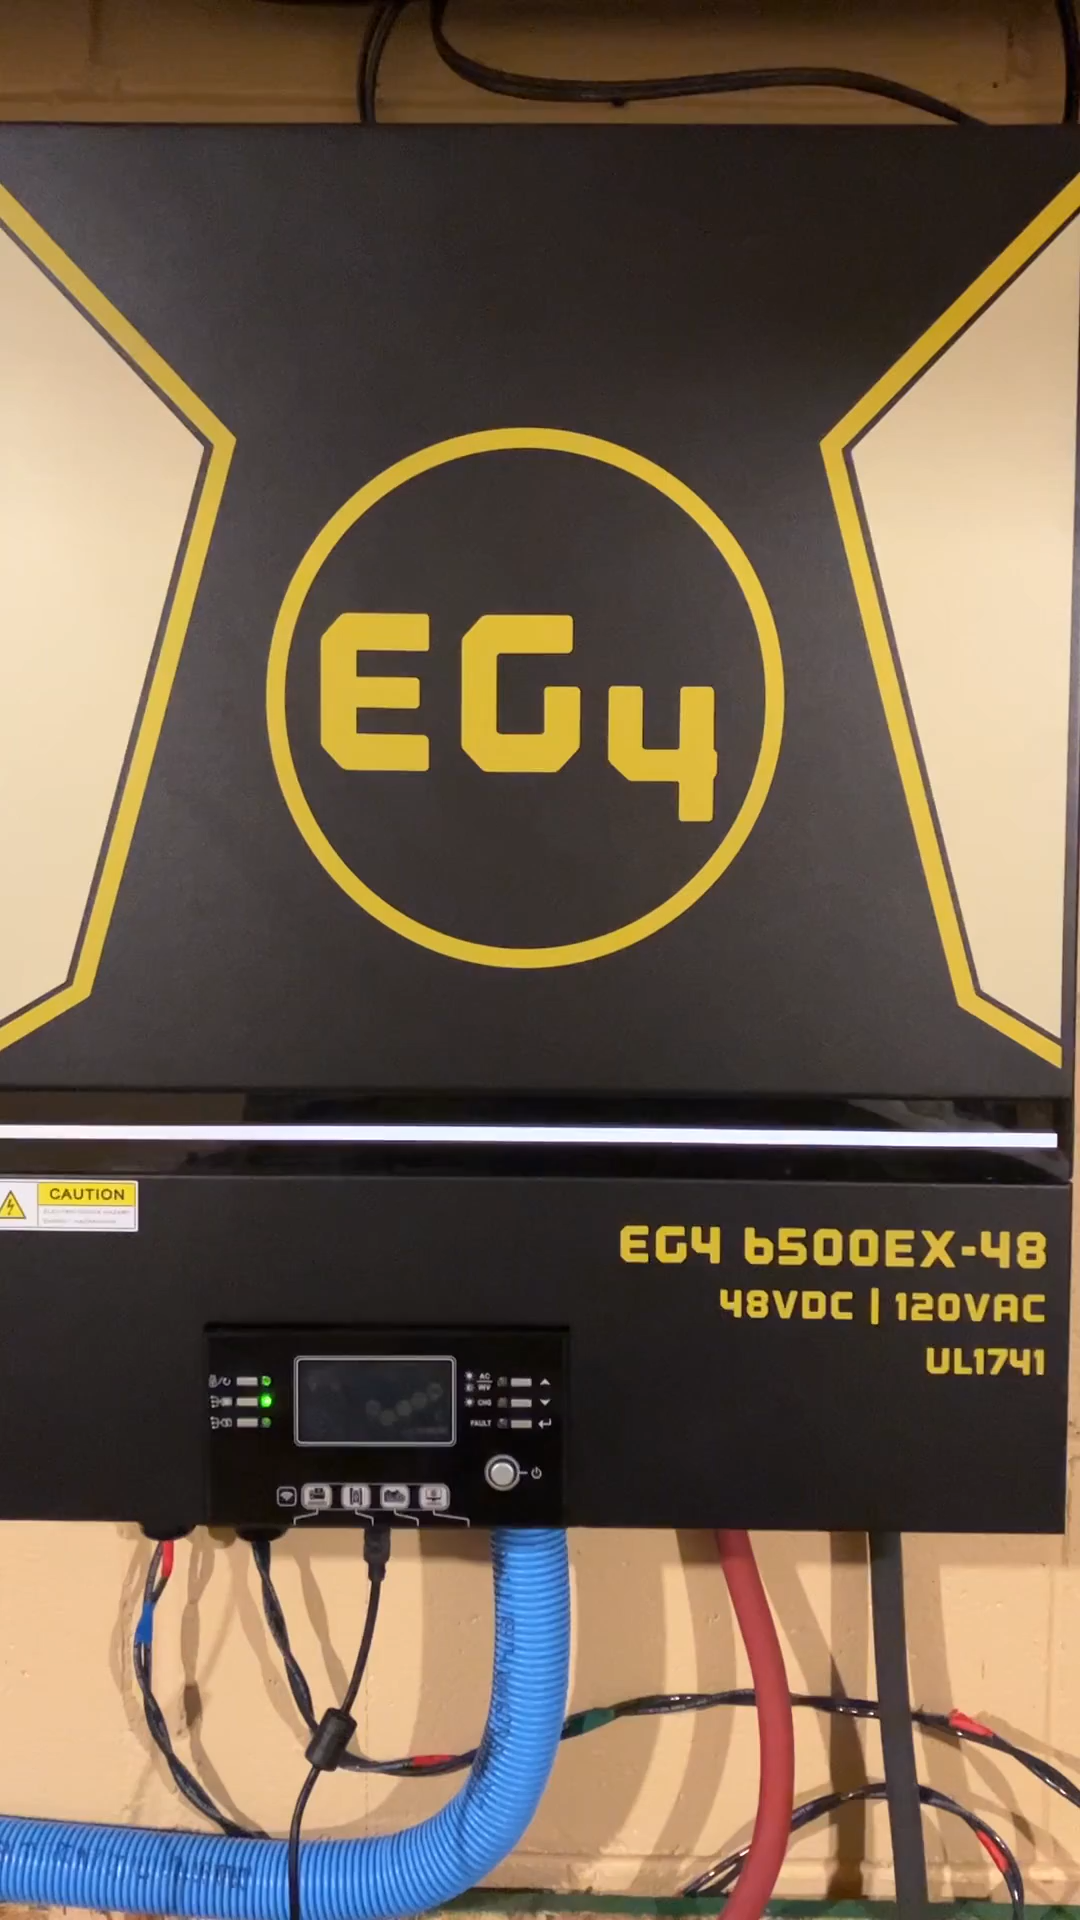 EG4
CAUTION
EG4 6500EX-48
48VDC | 120VAC
UL1741
AC
INV
CHG
FAULT